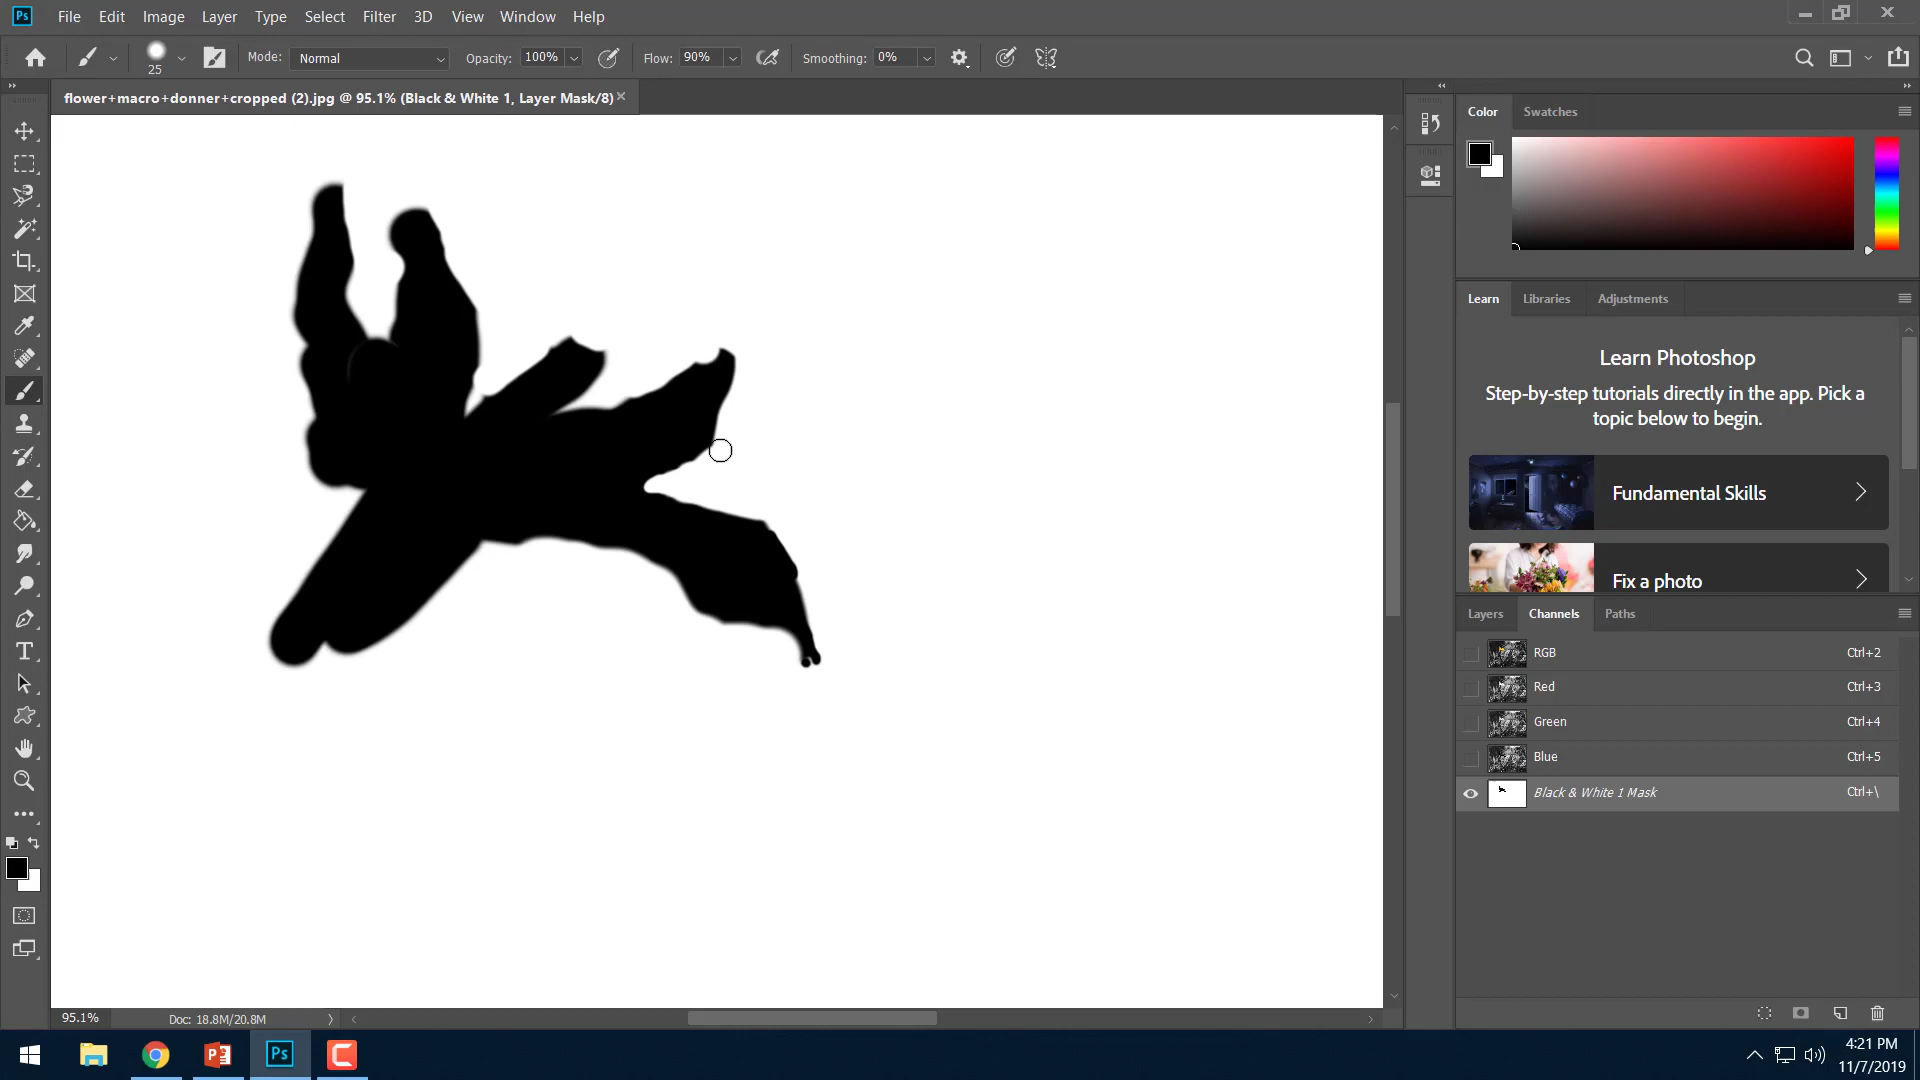 Ps File Edit Image Layer Type Select Filter 3D View Window Help
25 Mode: Normal Opacity: 100% Flow: 90% Smoothing: 0%
flower+macro+donner+cropped (2).jpg @ 95.1% (Black & White 1, Layer Mask/8)
Color Swatches
Learn Libraries Adjustments
Learn Photoshop
Step-by-step tutorials directly in the app. Pick a
topic below to begin.
Fundamental Skills
Fix a photo
Layers Channels Paths
RGB Ctrl+2
Red Ctrl+3
Green Ctrl+4
Blue Ctrl+5
Black & White 1 Mask Ctrl+\
95.1% Doc: 18.8M/20.8M
Ps
4:21 PM
11/7/2019